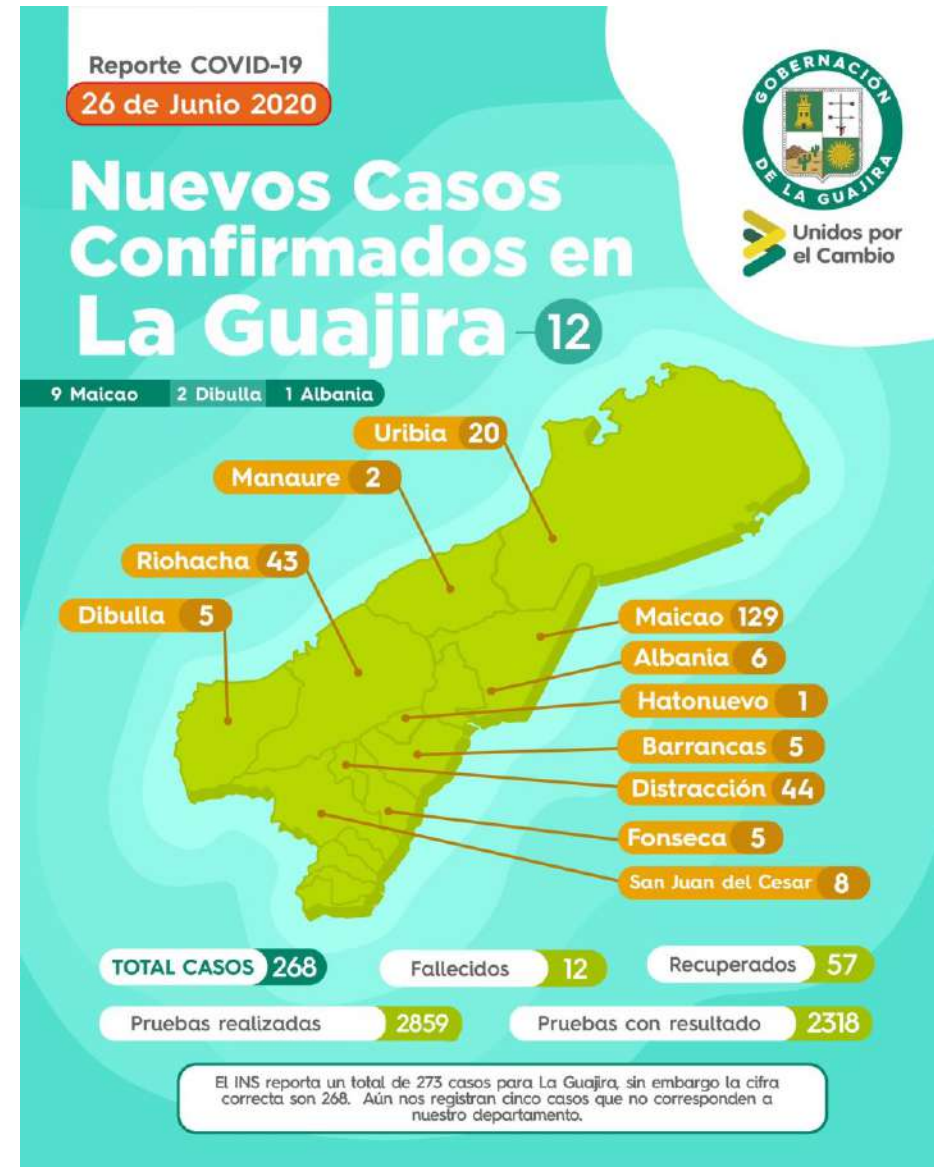 Reporte COVID-19
26 de Junio 2020
GOBERNACIÓN
DE LA GUAJIRA
Unidos por
el Cambio
Nuevos Casos
Confirmados en
La Guajira 12
9 Maicao 2 Dibulla 1 Albania
Uribia 20
Manaure 2
Riohacha 43
Dibulla 5
Maicao 129
Albania 6
Hatonuevo 1
Barrancas 5
Distracción 44
Fonseca 5
San Juan del Cesar 8
TOTAL CASOS 268
Fallecidos 12
Recuperados 57
Pruebas realizadas 2859
Pruebas con resultado 2318
El INS reporta un total de 273 casos para La Guajira, sin embargo la cifra
correcta son 268. Aún nos registran cinco casos que no corresponden a
nuestro departamento.